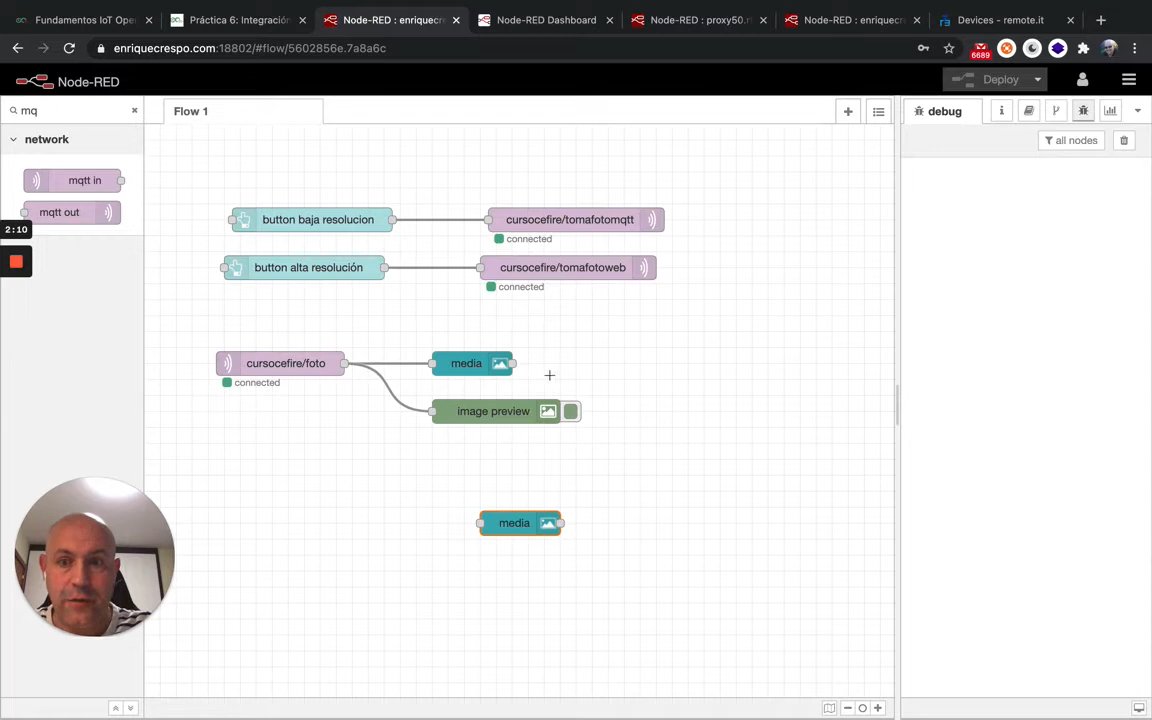 Fundamentos IoT Oper
Práctica 6: Integración
Node-RED : enriquecre
Node-RED Dashboard
Node-RED : proxy50.r
Node-RED : enriquecr
Devices - remote.it
enriquecrespo.com:18802/#flow/5602856e.7a8a6c
6689
Node-RED
Deploy
mq
Flow 1
debug
network
all nodes
mqtt in
mqtt out
2:10
button baja resolucion
cursocefire/tomafotomqtt
connected
button alta resolución
cursocefire/tomafotoweb
connected
cursocefire/foto
media
connected
image preview
media